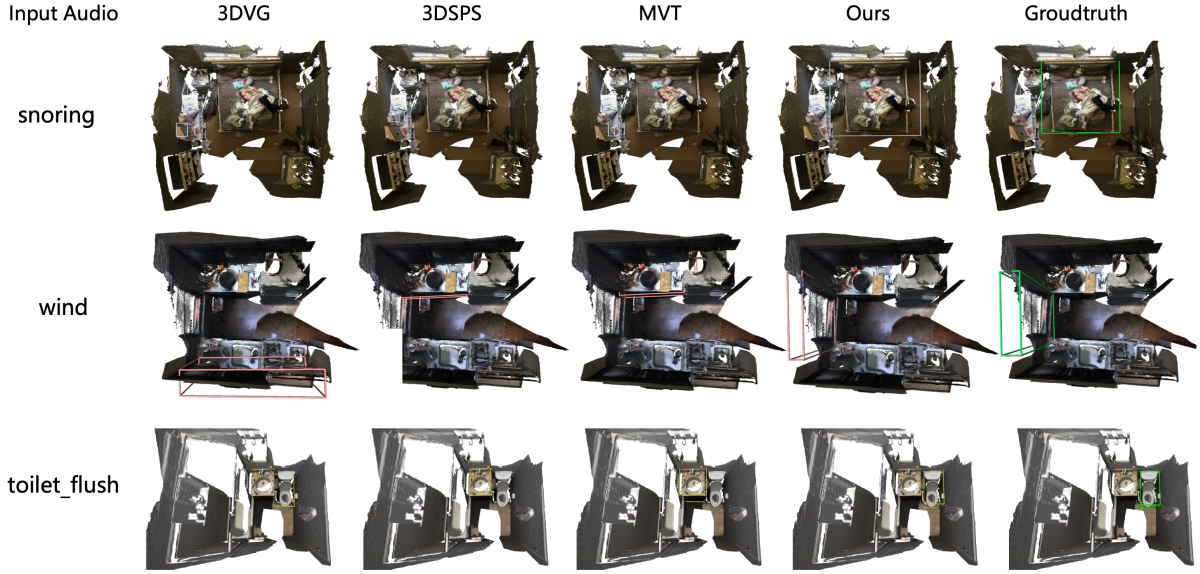 Input Audio 3DVG 3DSPS MVT Ours Groudtruth
snoring
wind
toilet_flush